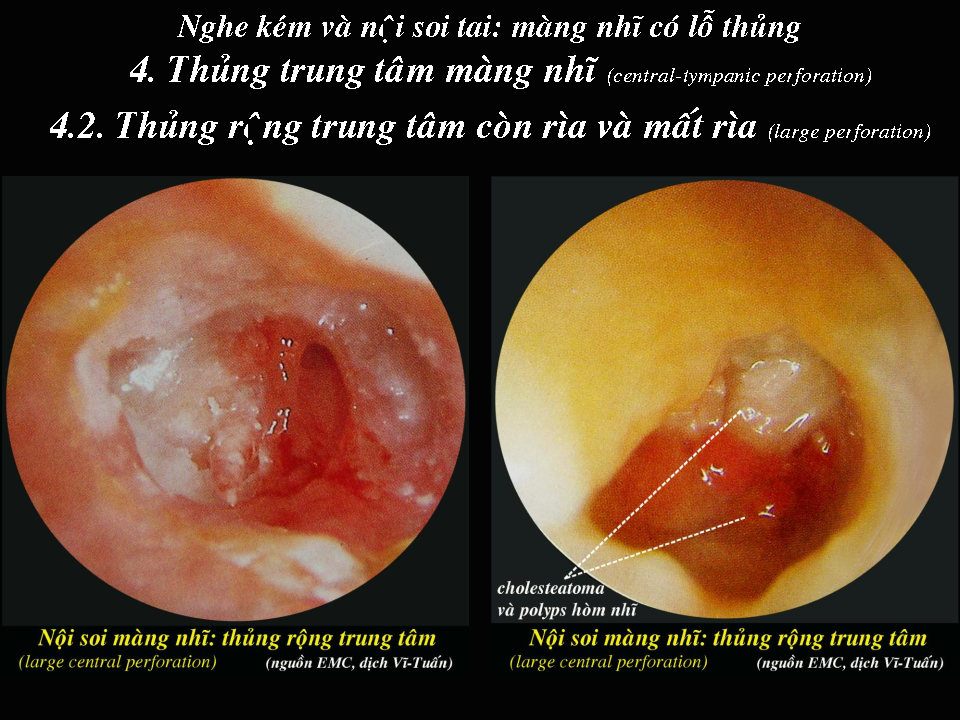 Nghe kém và nội soi tai: màng nhĩ có lỗ thủng
4. Thủng trung tâm màng nhĩ (central-tympanic perforation)
4.2. Thủng rộng trung tâm còn rìa và mất rìa (large perforation)
cholesteatoma
và polyps hòm nhĩ
Nội soi màng nhĩ: thủng rộng trung tâm
(large central perforation) (nguồn EMC, dịch Vĩ-Tuấn)
Nội soi màng nhĩ: thủng rộng trung tâm
(large central perforation) (nguồn EMC, dịch Vĩ-Tuấn)